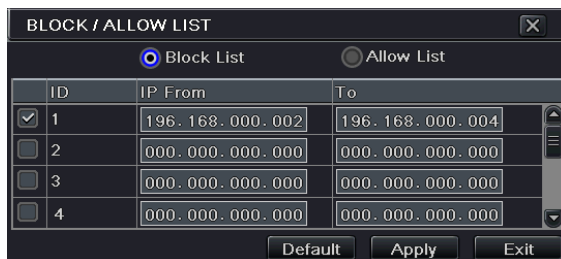 BLOCK / ALLOW LIST
Block List Allow List
ID IP From To
1 196. 168. 000. 002 196. 168. 000. 004
2 000. 000. 000. 000 000. 000. 000. 000
3 000. 000. 000. 000 000. 000. 000. 000
4 000. 000. 000. 000 000. 000. 000. 000
Default Apply Exit